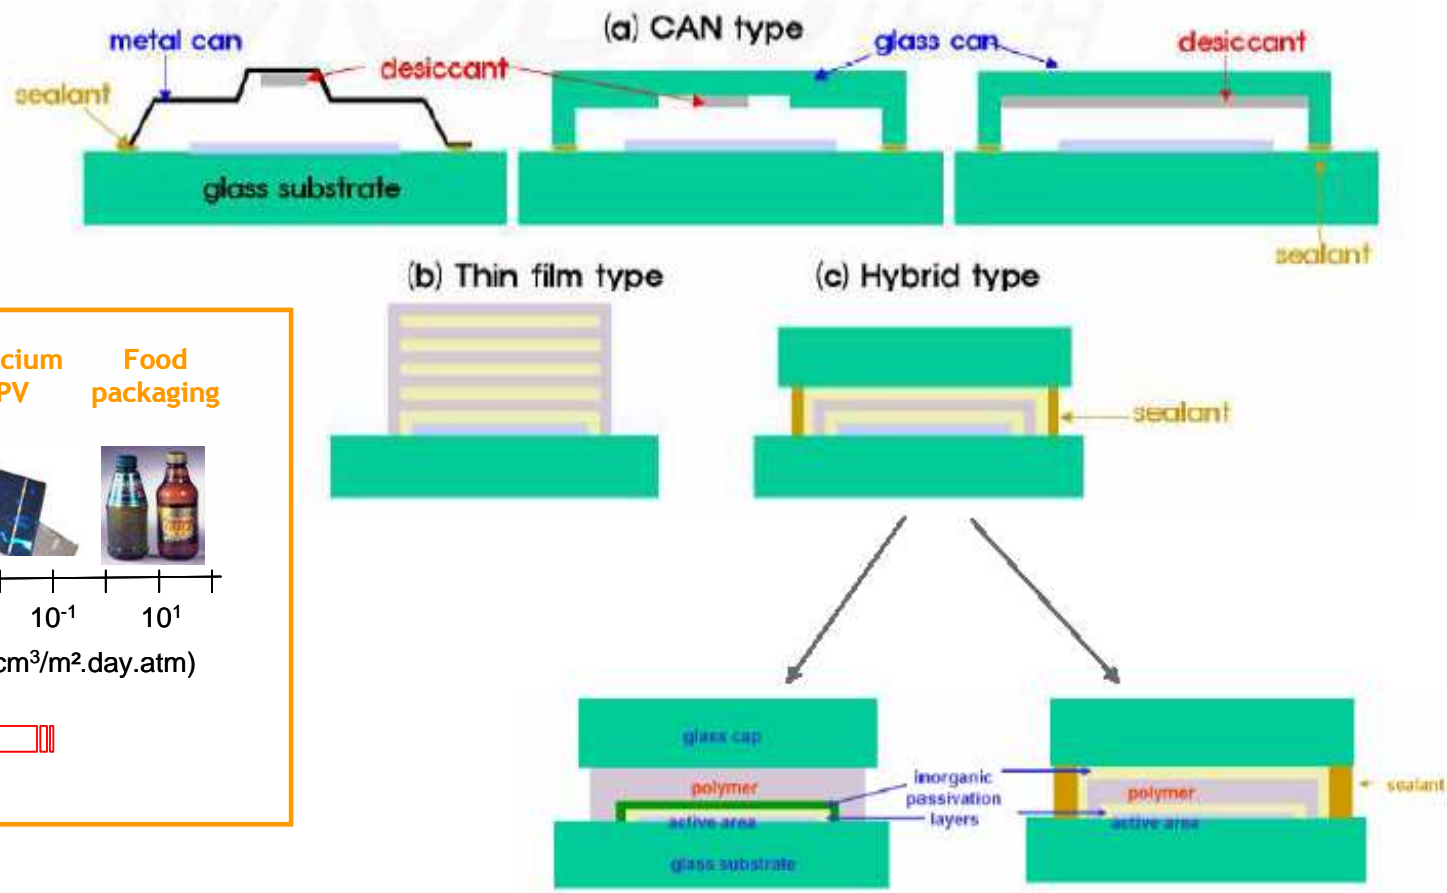 (a) CAN type
metal can
glass can
desiccant
desiccant
sealant
glass substrate
sealant
(b) Thin film type
(c) Hybrid type
sealant
cium
Food
PV
packaging
10⁻¹
10¹
cm³/m².day.atm)
glass cap
polymer
active area
glass substrate
inorganic
passivation
layers
polymer
active area
sealant